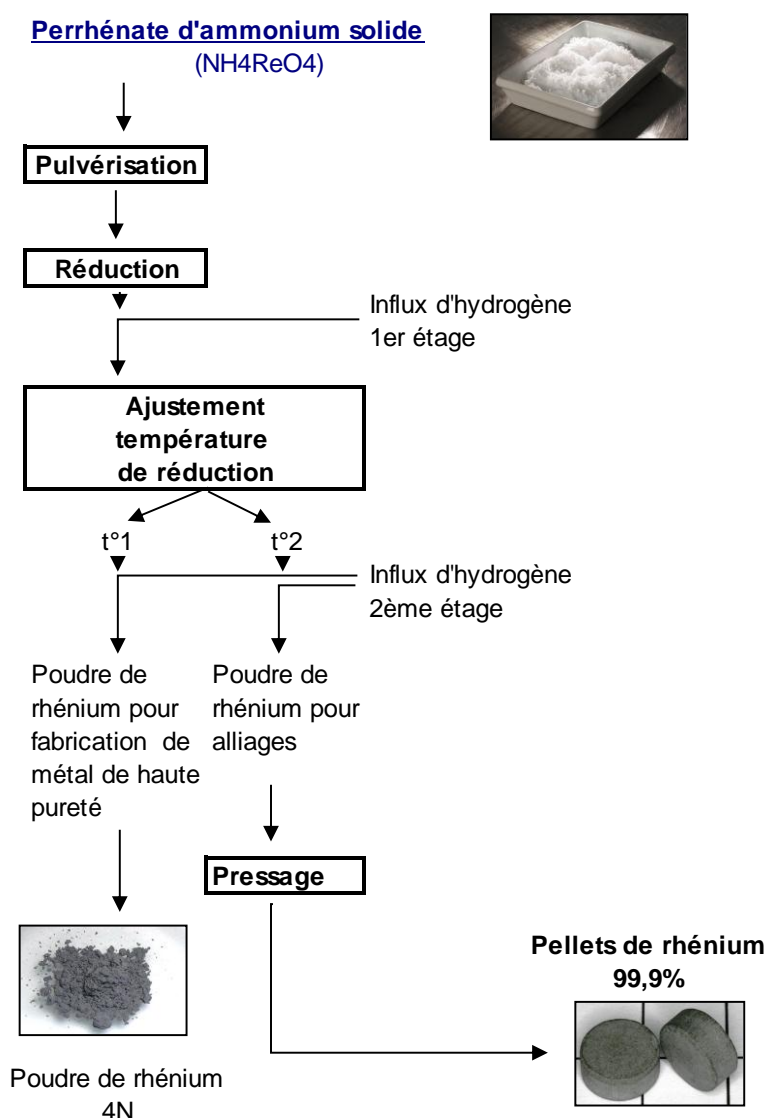 Perrhénate d'ammonium solide
(NH4ReO4)
Pulvérisation
Réduction
Influx d'hydrogène
1er étage
Ajustement
température
de réduction
t°1
t°2
Influx d'hydrogène
2ème étage
Poudre de
rhénium pour
fabrication de
métal de haute
pureté
Poudre de
rhénium pour
alliages
Pressage
Pellets de rhénium
99,9%
Poudre de rhénium
4N